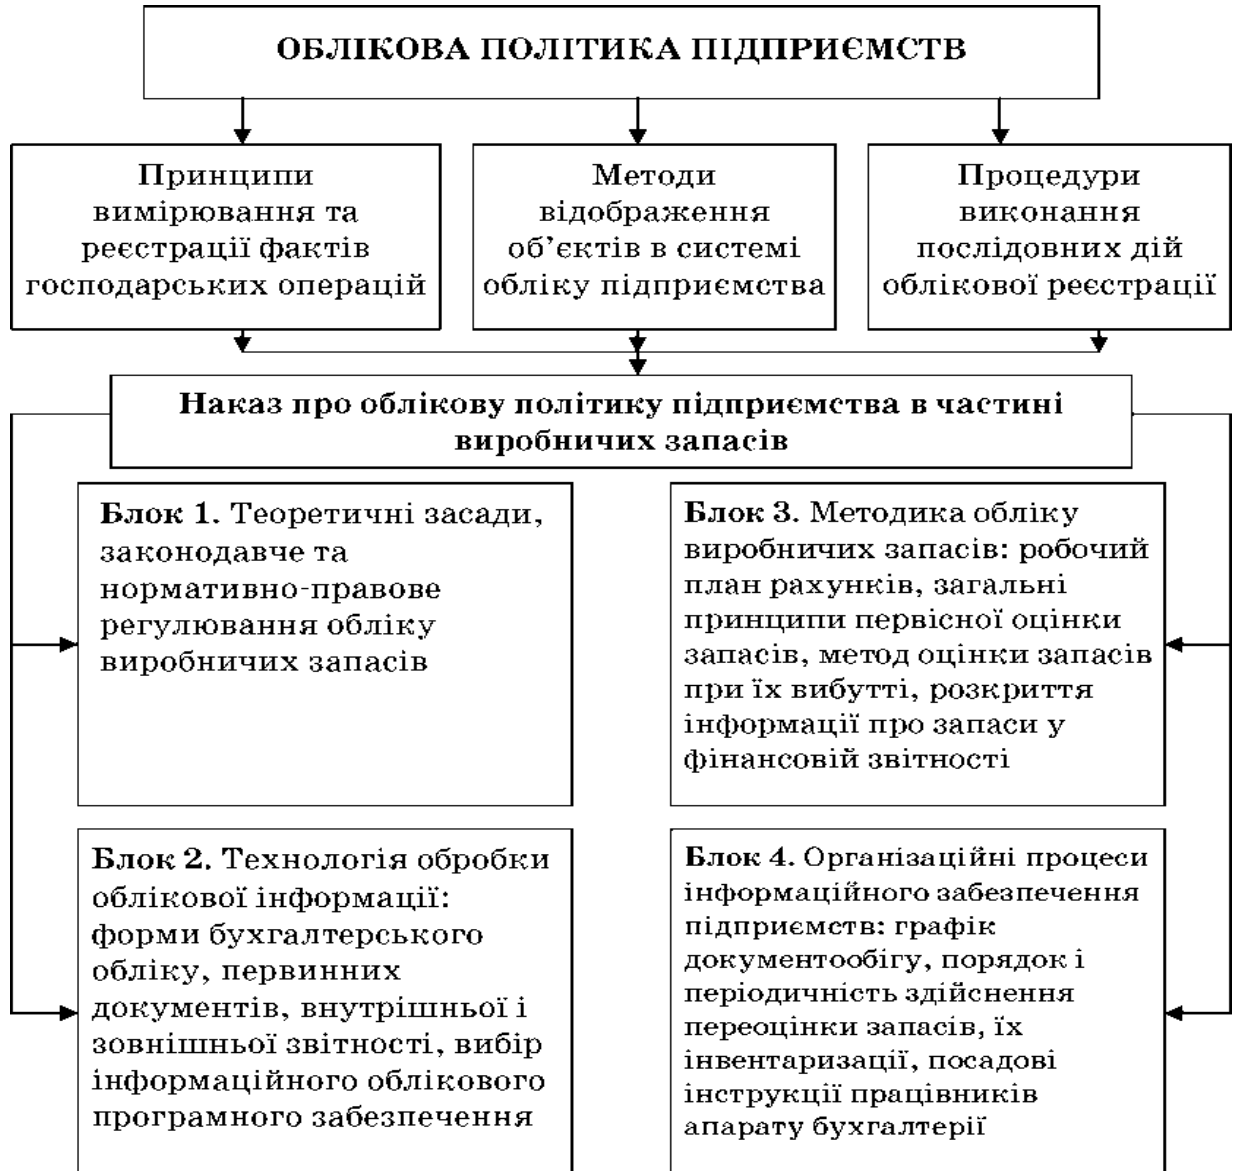 ОБЛІКОВА ПОЛІТИКА ПІДПРИЄМСТВ
Принципи
вимірювання та
реєстрації фактів
господарських операцій
Методи
відображення
об’єктів в системі
обліку підприємства
Процедури
виконання
послідовних дій
облікової реєстрації
Наказ про облікову політику підприємства в частині
виробничих запасів
Блок 1. Теоретичні засади,
законодавче та
нормативно-правове
регулювання обліку
виробничих запасів
Блок 2. Технологія обробки
облікової інформації:
форми бухгалтерського
обліку, первинних
документів, внутрішньої і
зовнішньої звітності, вибір
інформаційного облікового
програмного забезпечення
Блок 3. Методика обліку
виробничих запасів: робочий
план рахунків, загальні
принципи первісної оцінки
запасів, метод оцінки запасів
при їх вибутті, розкриття
інформації про запаси у
фінансовій звітності
Блок 4. Організаційні процеси
інформаційного забезпечення
підприємств: графік
документообігу, порядок і
періодичність здійснення
переоцінки запасів, їх
інвентаризації, посадові
інструкції працівників
апарату бухгалтерії